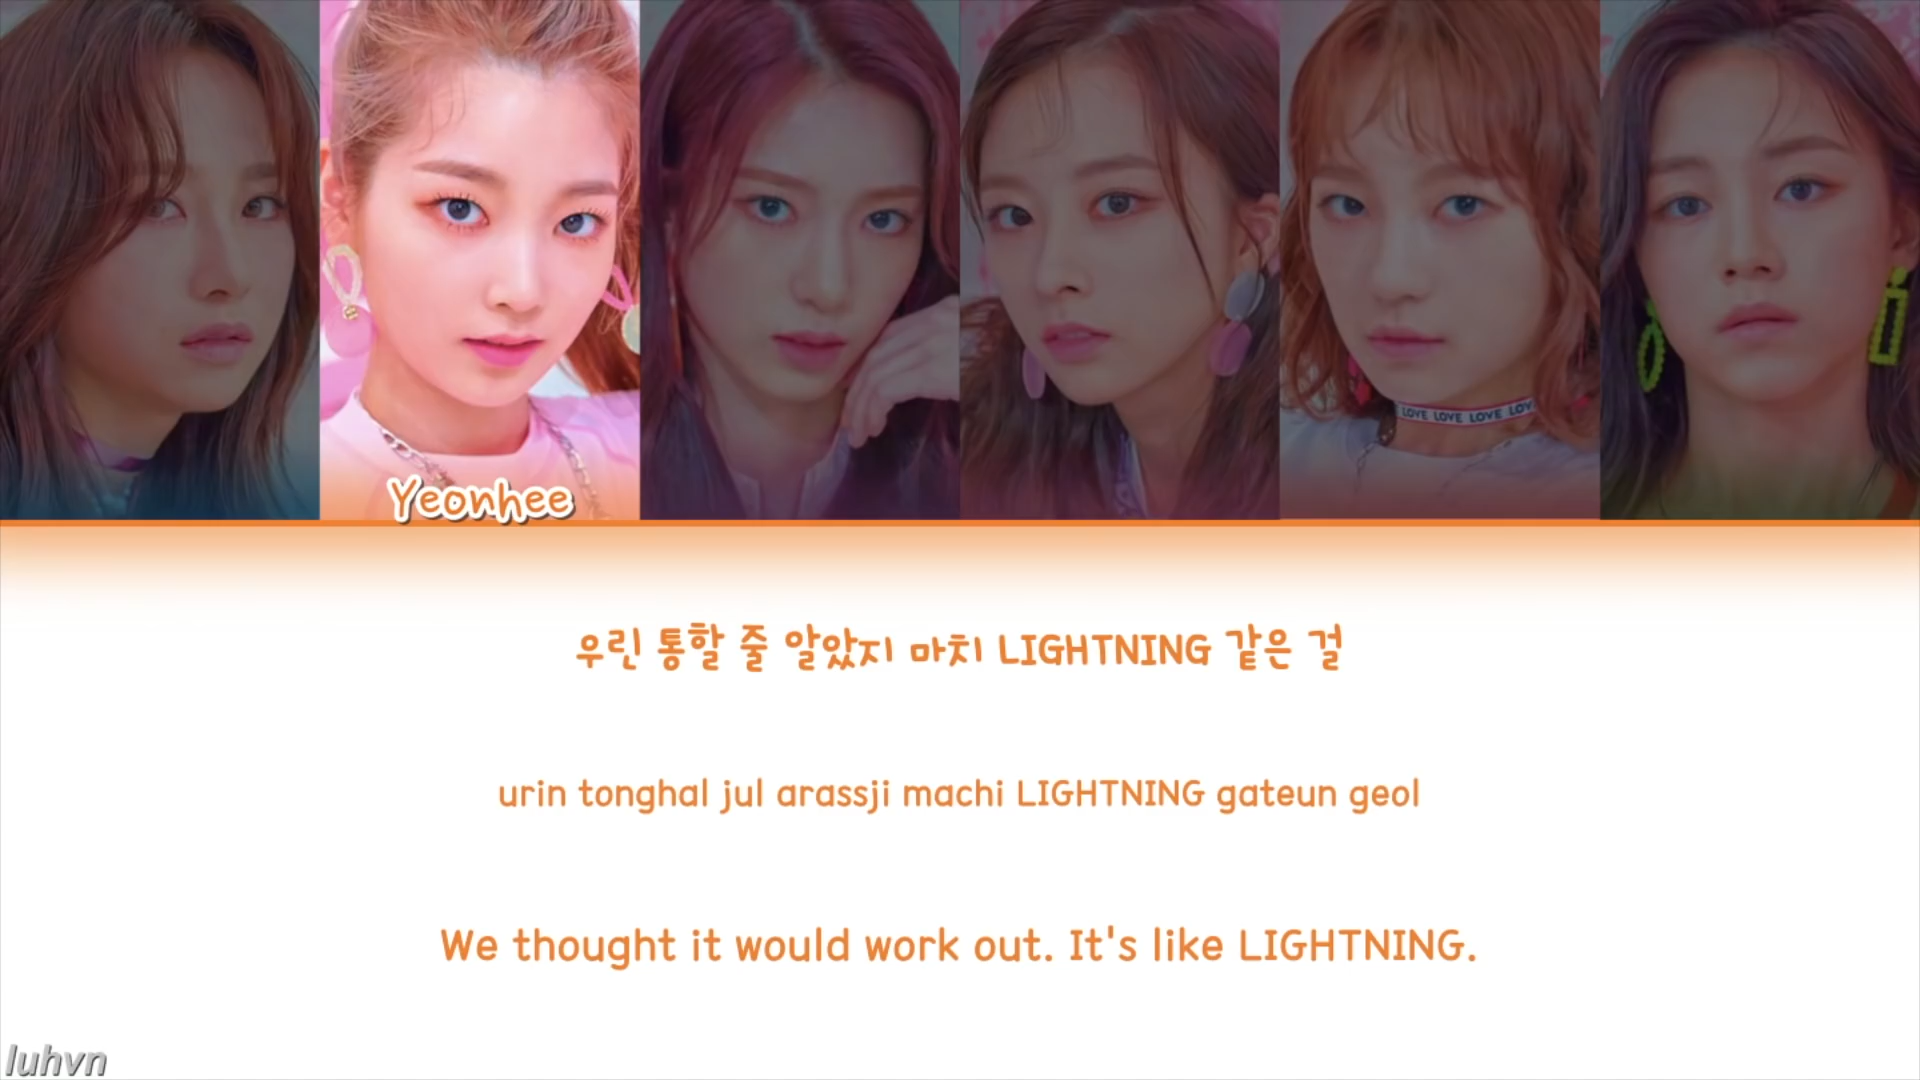 LOVE LOVE LOVE LOV
Yeonhee
우린 통할 줄 알았지 마치 LIGHTNING 같은 걸
urin tonghal jul arassji machi LIGHTNING gateun geol
We thought it would work out. It's like LIGHTNING.
luhvn